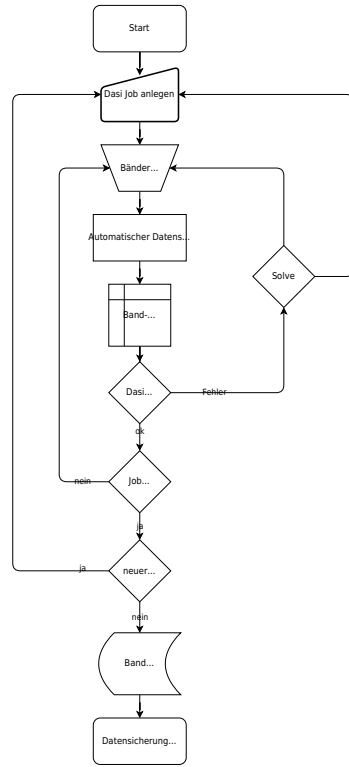 Start
Dasi Job anlegen
Bänder...
Automatischer Datens...
Solve
Band-...
Dasi...
Fehler
ok
nein
Job...
ja
ja
neuer...
nein
Band...
Datensicherung...